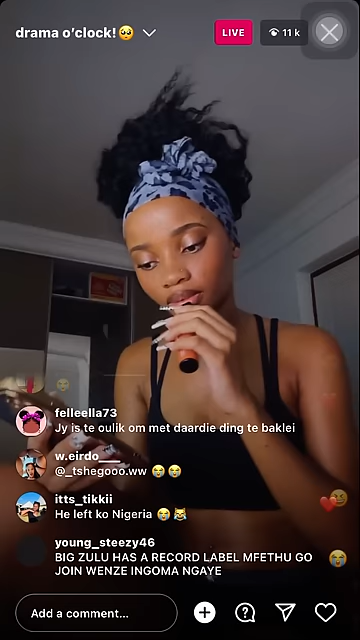 drama o'clock!🥺
LIVE
11 k
felleella73
Jy is te oulik om met daardie ding te baklei
w.eirdo___
@_tshegooo.ww 😭😭
itts_tikkii
He left ko Nigeria 😭😹
young_steezy46
BIG ZULU HAS A RECORD LABEL MFETHU GO
JOIN WENZE INGOMA NGAYE
Add a comment...